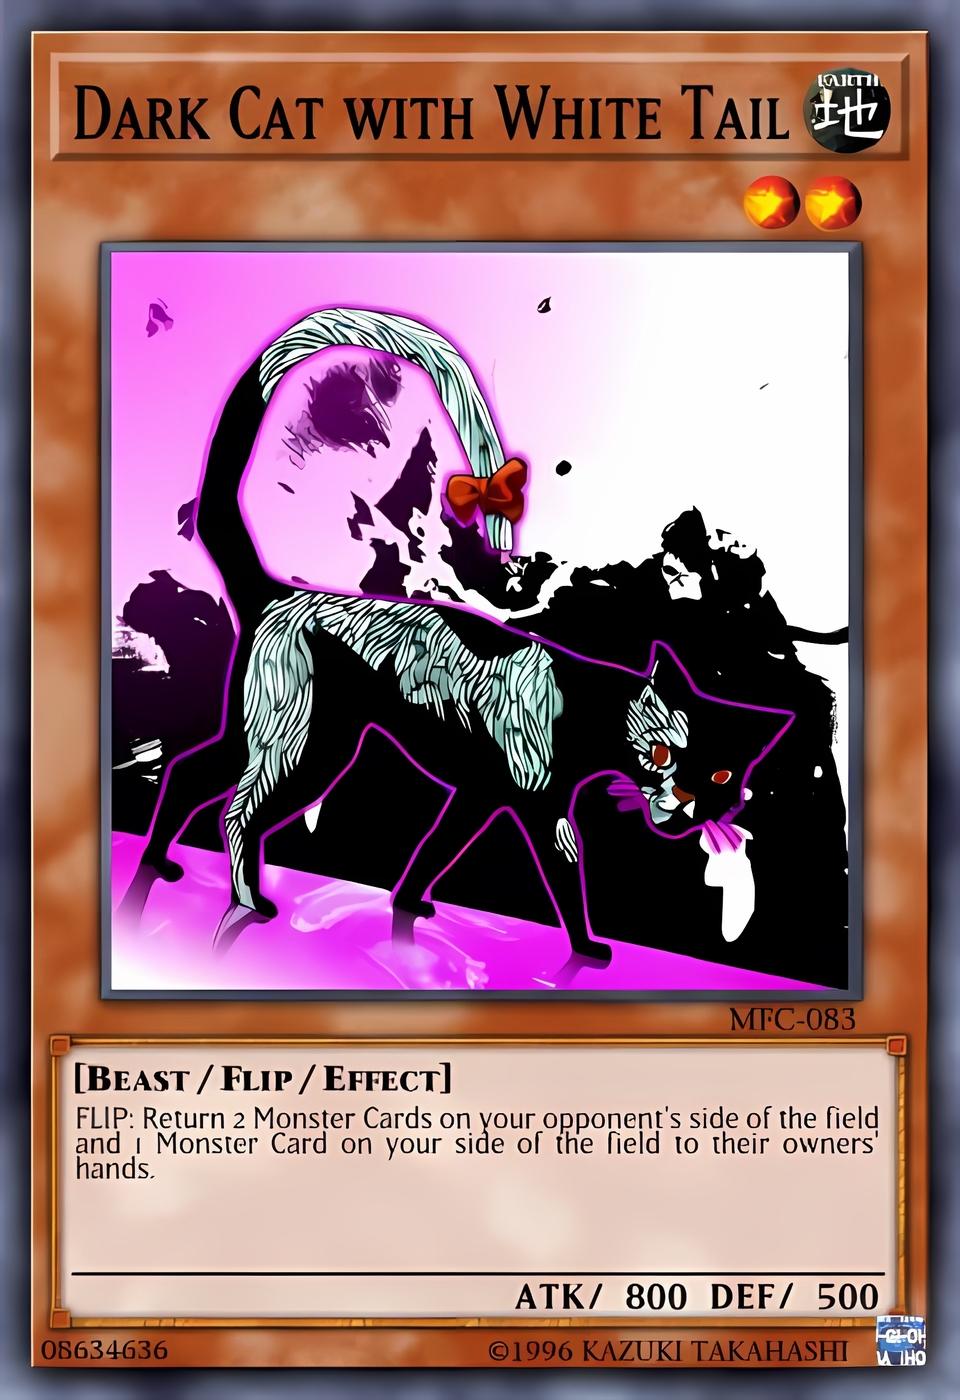 DARK CAT WITH WHITE TAIL
EARTH
地
MFC-083
[BEAST / FLIP / EFFECT]
FLIP: Return 2 Monster Cards on your opponent's side of the field
and 1 Monster Card on your side of the field to their owners'
hands.
ATK/ 800 DEF/ 500
08634636
©1996 KAZUKI TAKAHASHI